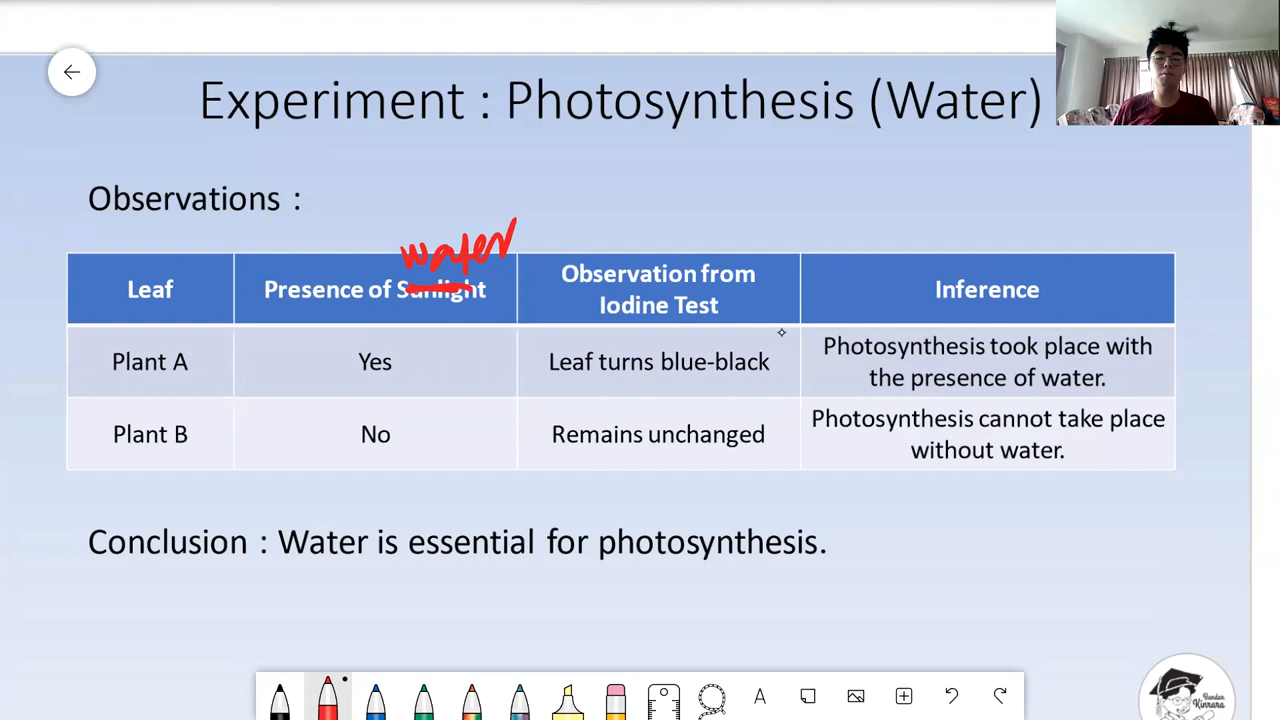 Experiment : Photosynthesis (Water)
Observations :
water
Leaf
Presence of Sunlight
Observation from
Iodine Test
Inference
Plant A
Yes
Leaf turns blue-black
Photosynthesis took place with
the presence of water.
Plant B
No
Remains unchanged
Photosynthesis cannot take place
without water.
Conclusion : Water is essential for photosynthesis.
A
Bandar
Kinrara